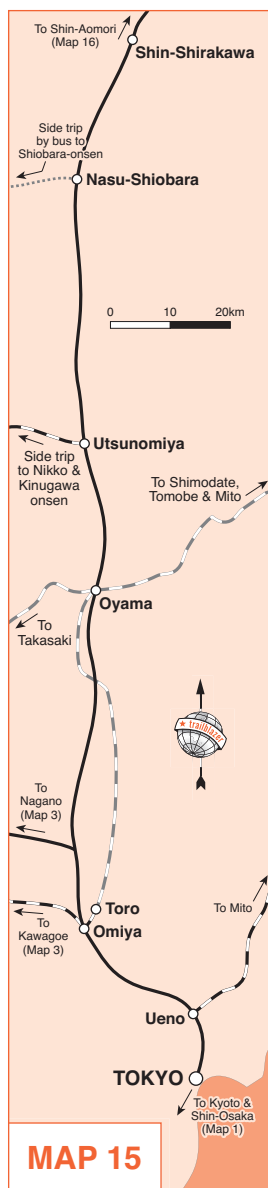 To Shin-Aomori
(Map 16)
Shin-Shirakawa
Side trip
by bus to
Shiobara-onsen
Nasu-Shiobara
0 10 20km
Utsunomiya
Side trip
to Nikko &
Kinugawa
onsen
To Shimodate,
Tomobe & Mito
Oyama
To
Takasaki
trailblazer
To
Nagano
(Map 3)
Toro
Omiya
To
Kawagoe
(Map 3)
To Mito
Ueno
TOKYO
To Kyoto &
Shin-Osaka
(Map 1)
MAP 15